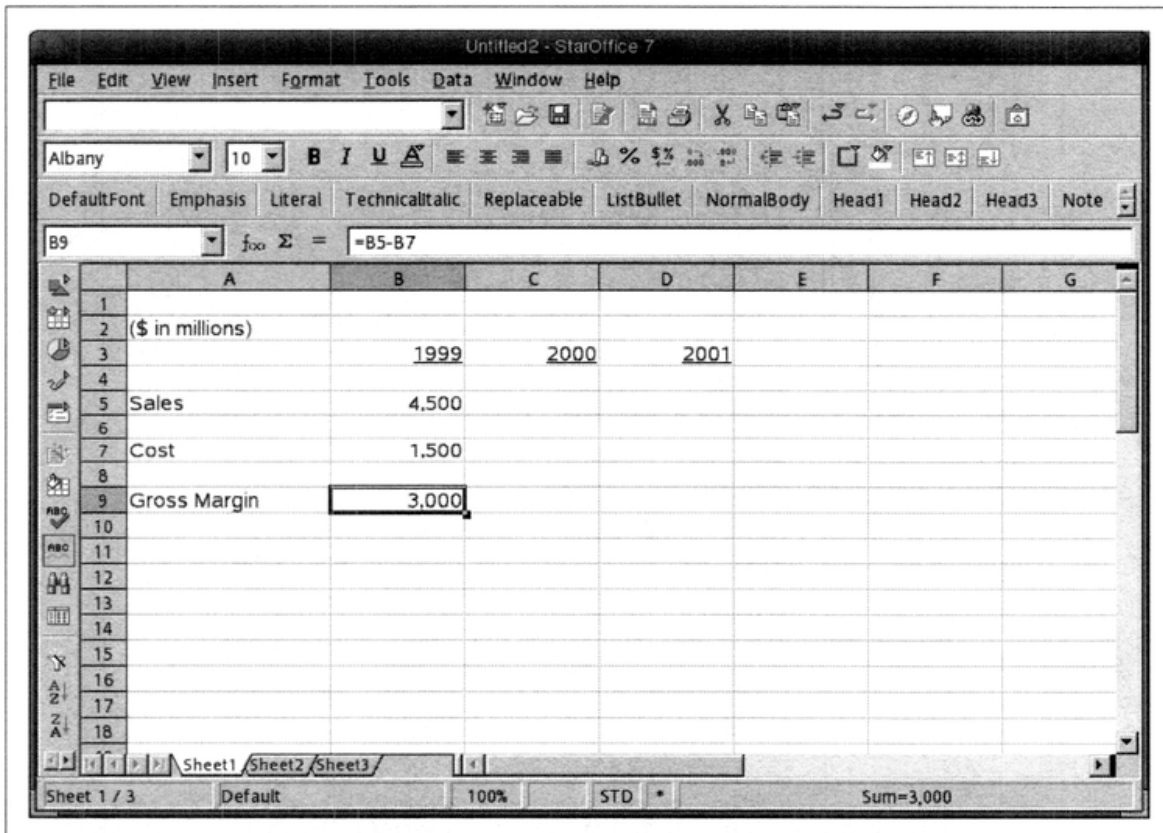 Untitled2 - StarOffice 7
File Edit View Insert Format Tools Data Window Help
Albany 10 B I U A % $%
DefaultFont Emphasis Literal TechnicalItalic Replaceable ListBullet NormalBody Head1 Head2 Head3 Note
B9 f(x) Σ = =B5-B7
A B C D E F G
1
2 ($ in millions)
3 1999 2000 2001
4
5 Sales 4,500
6
7 Cost 1,500
8
9 Gross Margin 3,000
10
11
12
13
14
15
16
17
18
ABC
ABC
A
Z
Z
A
Sheet1 Sheet2 Sheet3
Sheet 1 / 3 Default 100% STD * Sum=3,000